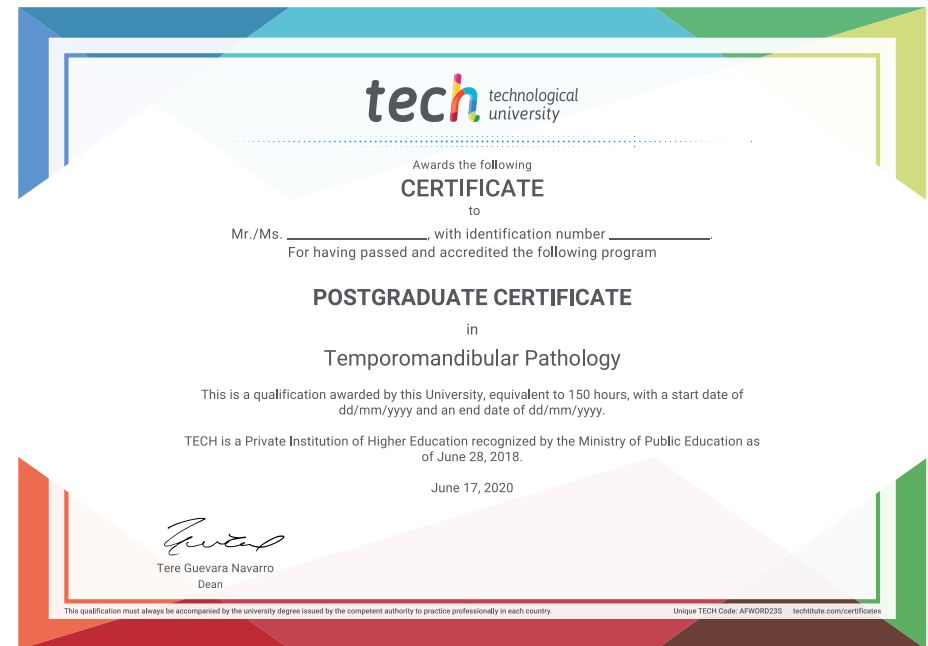 tech technological
university
Awards the following
CERTIFICATE
to
Mr./Ms. ____________________, with identification number ______________.
For having passed and accredited the following program
POSTGRADUATE CERTIFICATE
in
Temporomandibular Pathology
This is a qualification awarded by this University, equivalent to 150 hours, with a start date of
dd/mm/yyyy and an end date of dd/mm/yyyy.
TECH is a Private Institution of Higher Education recognized by the Ministry of Public Education as
of June 28, 2018.
June 17, 2020
Tere Guevara Navarro
Dean
This qualification must always be accompanied by the university degree issued by the competent authority to practice professionally in each country.
Unique TECH Code: AFWORD23S techtitute.com/certificates